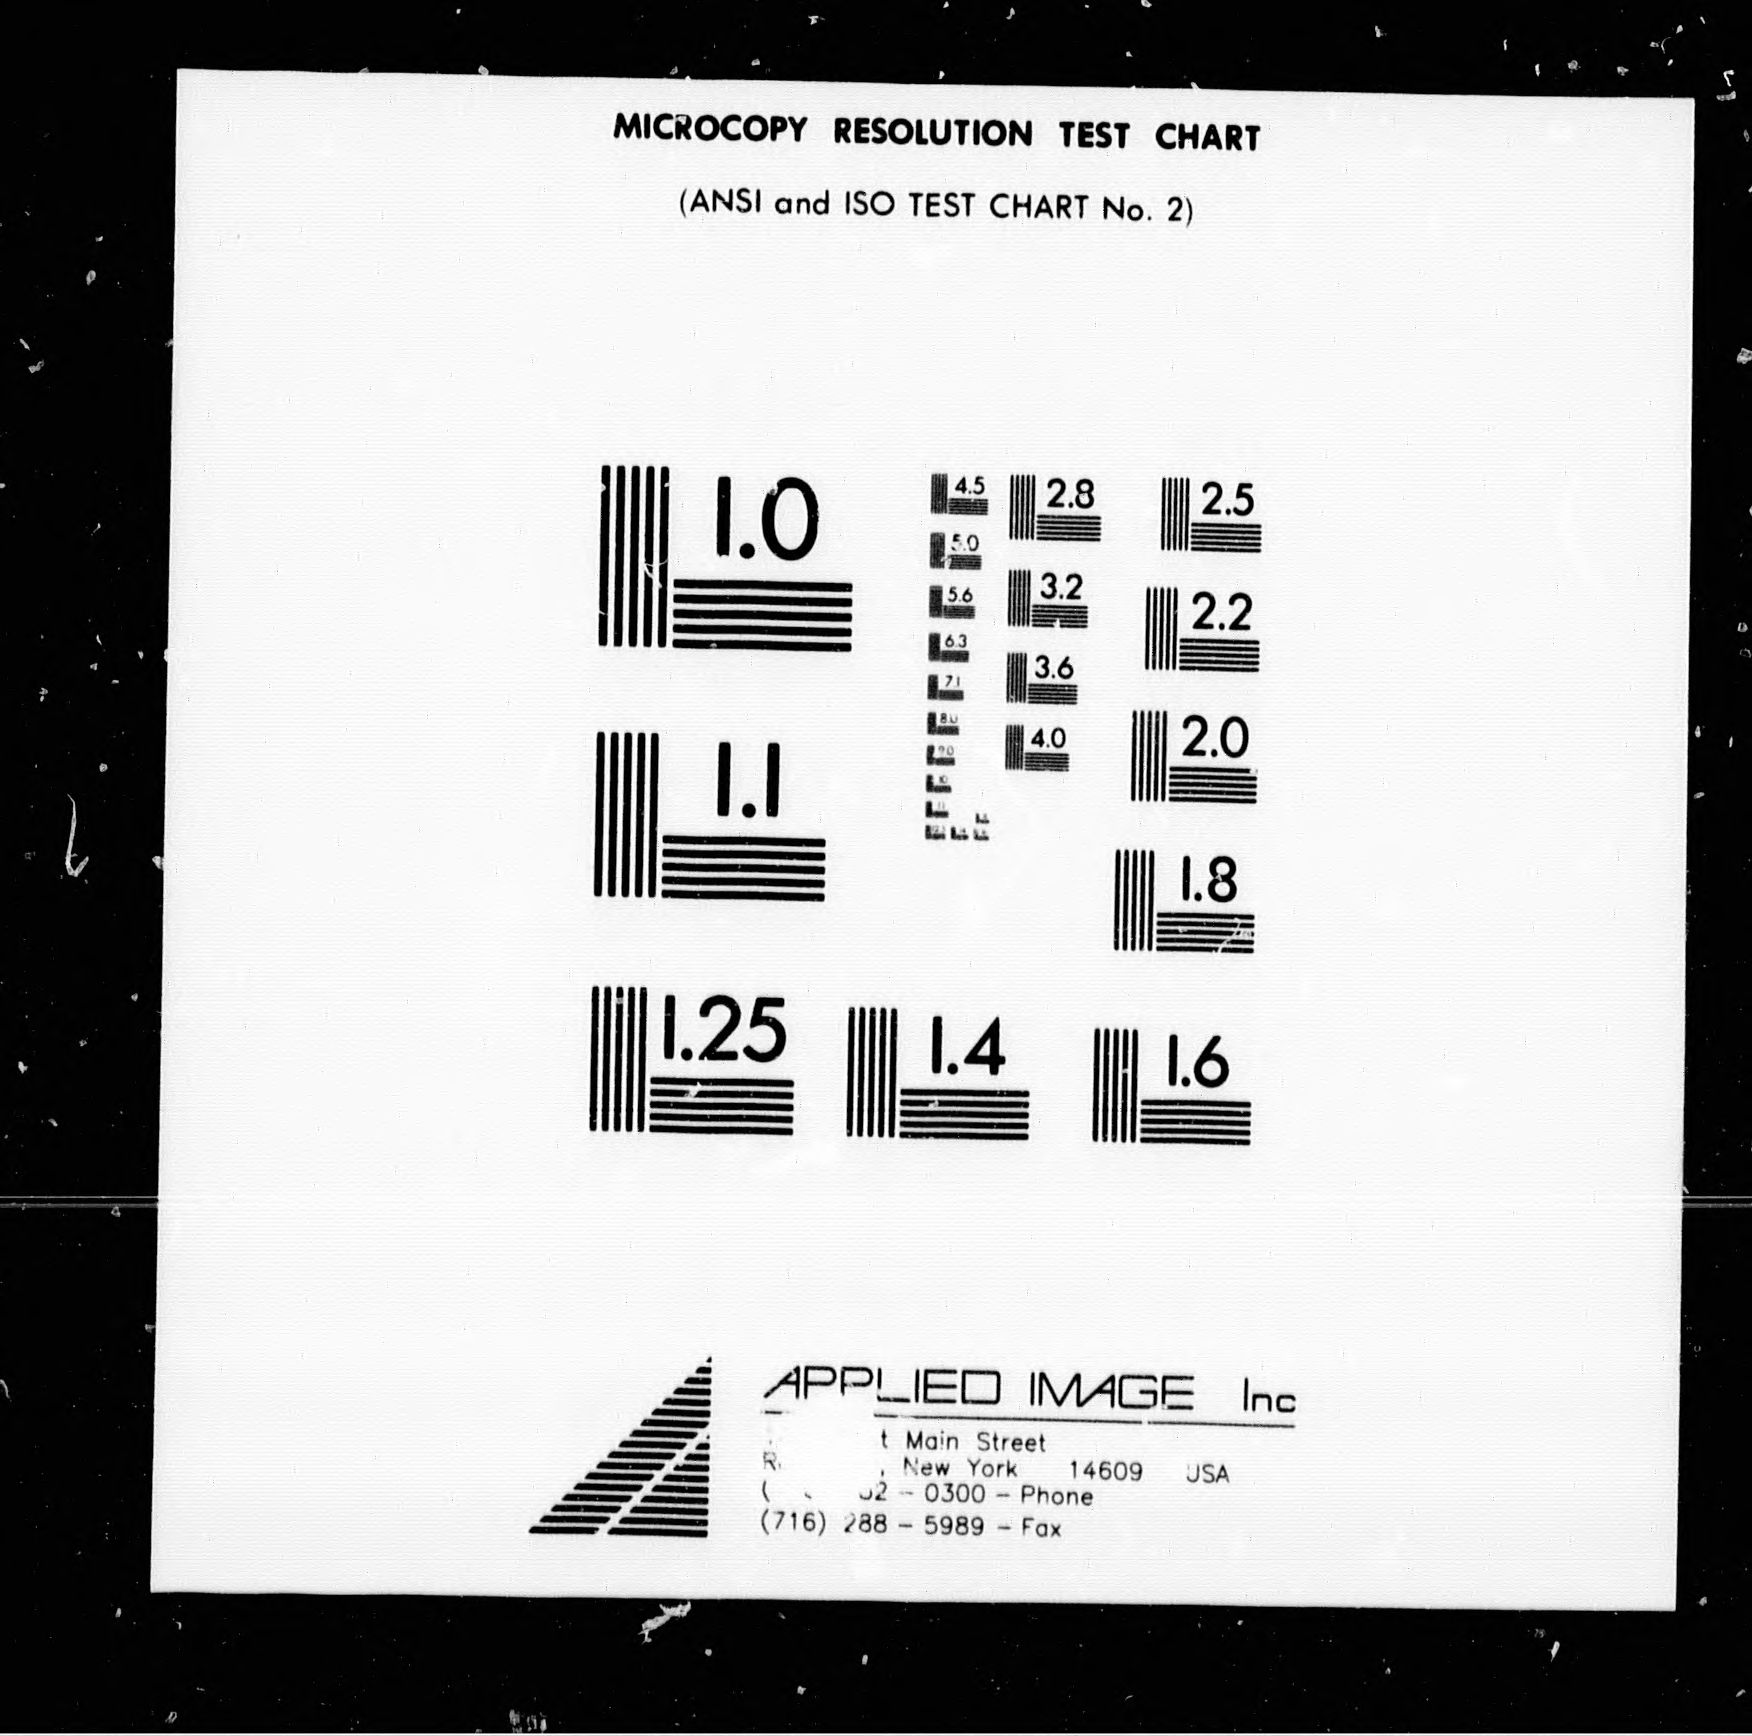 MICROCOPY RESOLUTION TEST CHART
(ANSI and ISO TEST CHART No. 2)
1.0
1.1
1.25
1.4
1.6
1.8
2.0
2.2
2.5
2.8
3.2
3.6
4.0
4.5
5.0
5.6
6.3
7.1
8.0
APPLIED IMAGE Inc
Main Street
, New York 14609 USA
– 0300 – Phone
(716) 288 – 5989 – Fax